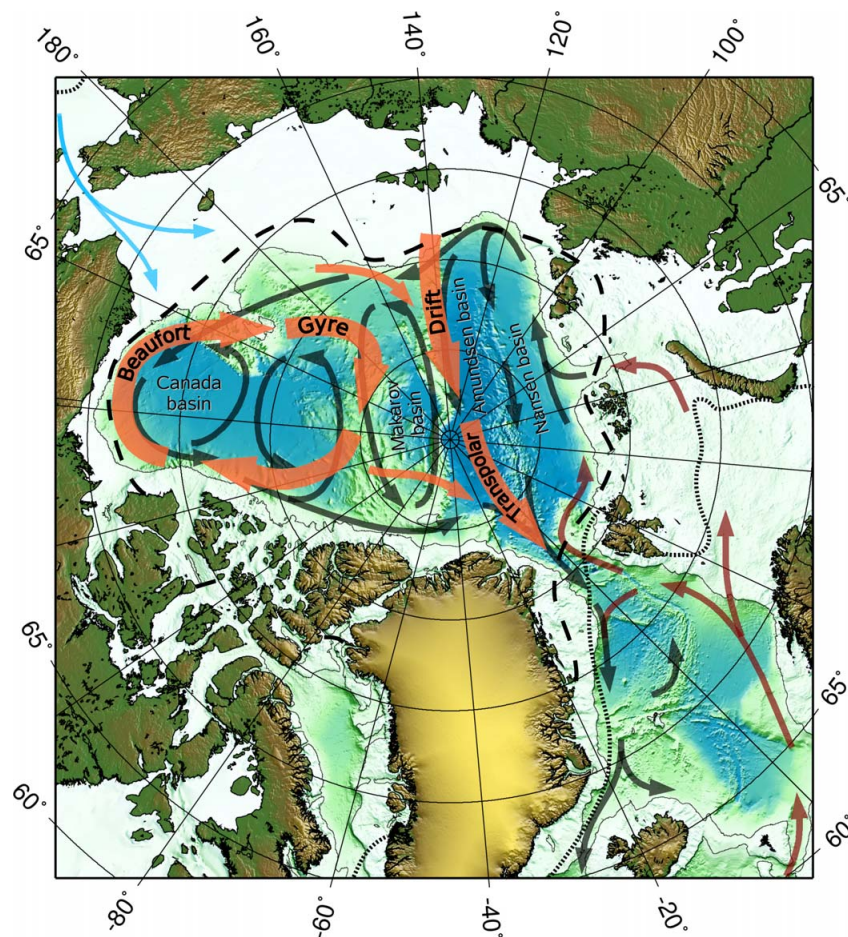 180°
160°
140°
120°
100°
65°
65°
Beaufort
Gyre
Drift
Canada
basin
Makarov
basin
Amundsen basin
Nansen basin
Transpolar
65°
65°
60°
60°
-80°
-60°
-40°
-20°